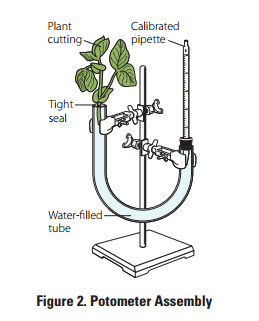 Plant
cutting
Calibrated
pipette
Tight
seal
Water-filled
tube
Figure 2. Potometer Assembly